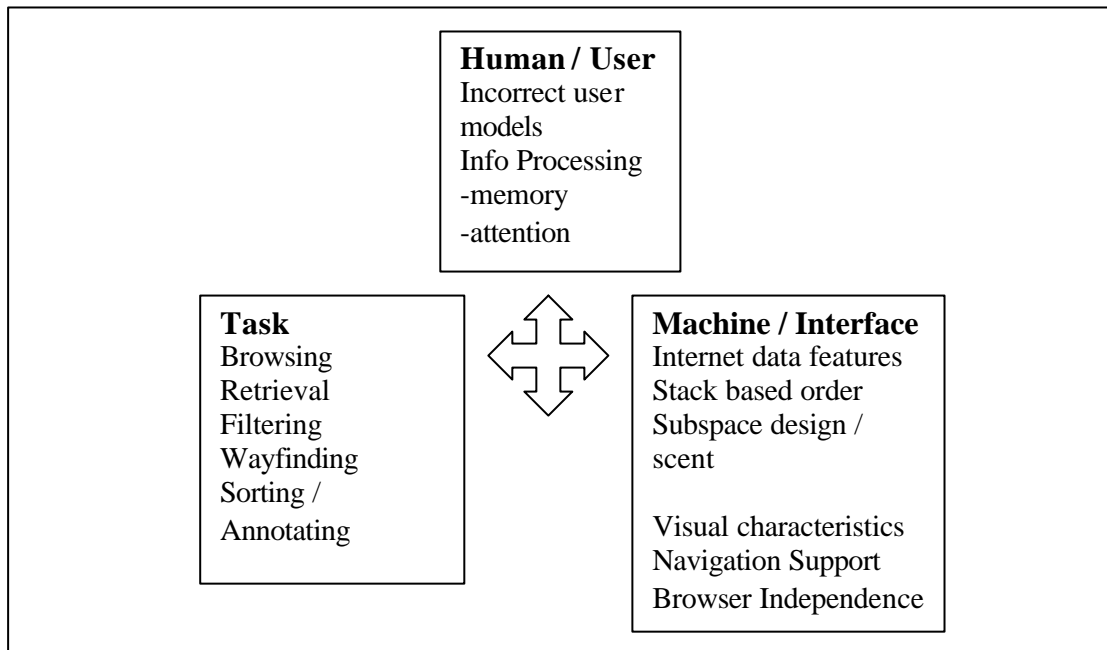 Human / User
Incorrect user
models
Info Processing
-memory
-attention
Task
Browsing
Retrieval
Filtering
Wayfinding
Sorting /
Annotating
Machine / Interface
Internet data features
Stack based order
Subspace design /
scent
Visual characteristics
Navigation Support
Browser Independence